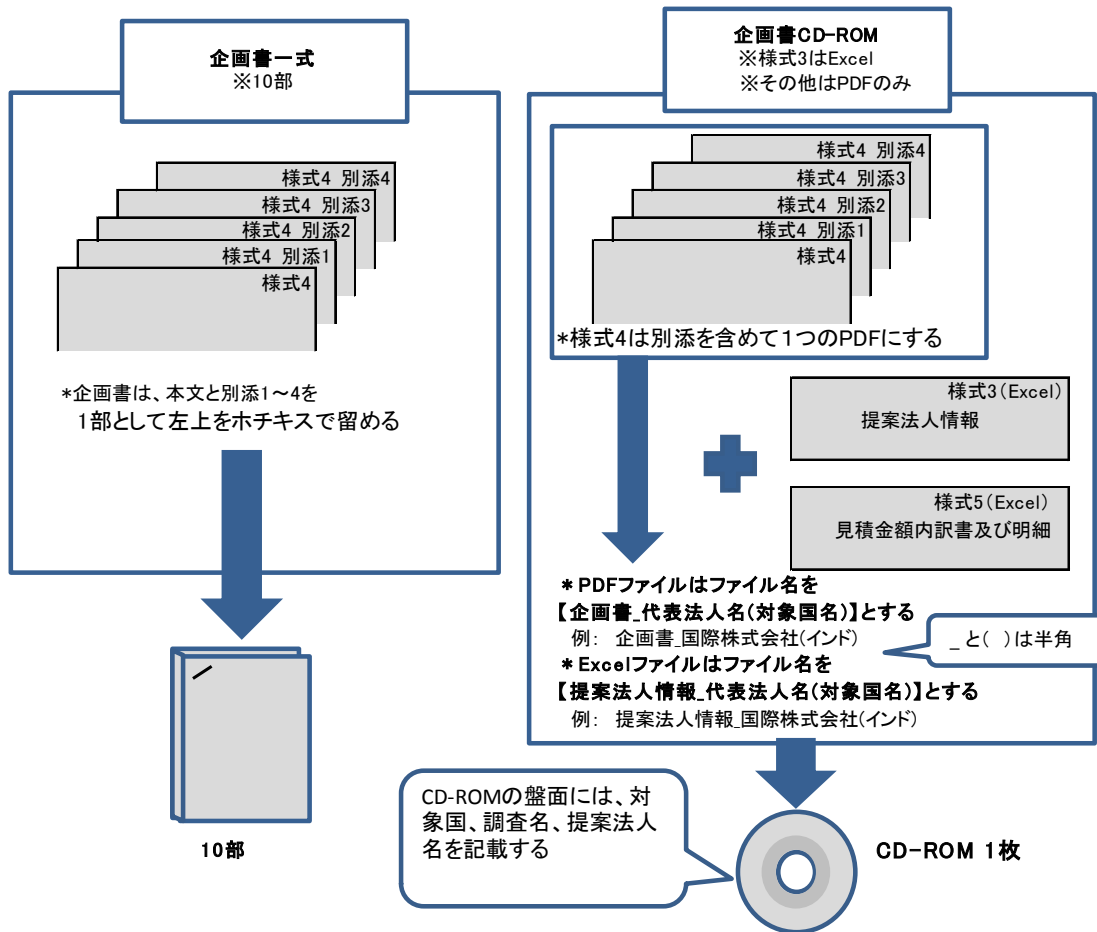 企画書一式
※10部
様式4 別添4
様式4 別添3
様式4 別添2
様式4 別添1
様式4
*企画書は、本文と別添1～4を
1部として左上をホチキスで留める
10部
企画書CD-ROM
※様式3はExcel
※その他はPDFのみ
様式4 別添4
様式4 別添3
様式4 別添2
様式4 別添1
様式4
*様式4は別添を含めて１つのPDFにする
様式3(Excel)
提案法人情報
様式5(Excel)
見積金額内訳書及び明細
＊PDFファイルはファイル名を
【企画書_代表法人名(対象国名)】とする
例： 企画書_国際株式会社(インド)
＊Excelファイルはファイル名を
【提案法人情報_代表法人名(対象国名)】とする
例： 提案法人情報_国際株式会社(インド)
_ と( )は半角
CD-ROMの盤面には、対
象国、調査名、提案法人
名を記載する
CD-ROM 1枚